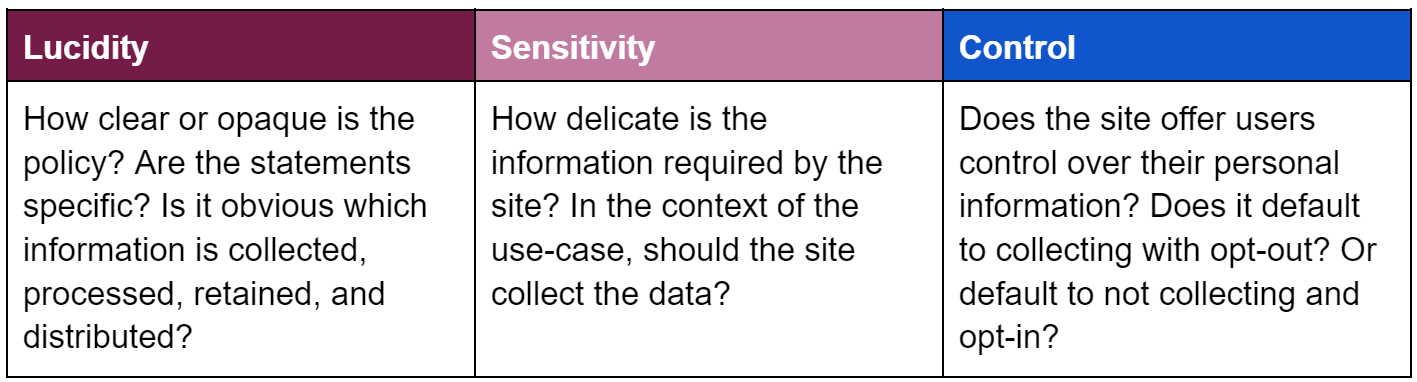 Lucidity
Sensitivity
Control
How clear or opaque is the
policy? Are the statements
specific? Is it obvious which
information is collected,
processed, retained, and
distributed?
How delicate is the
information required by the
site? In the context of the
use-case, should the site
collect the data?
Does the site offer users
control over their personal
information? Does it default
to collecting with opt-out? Or
default to not collecting and
opt-in?